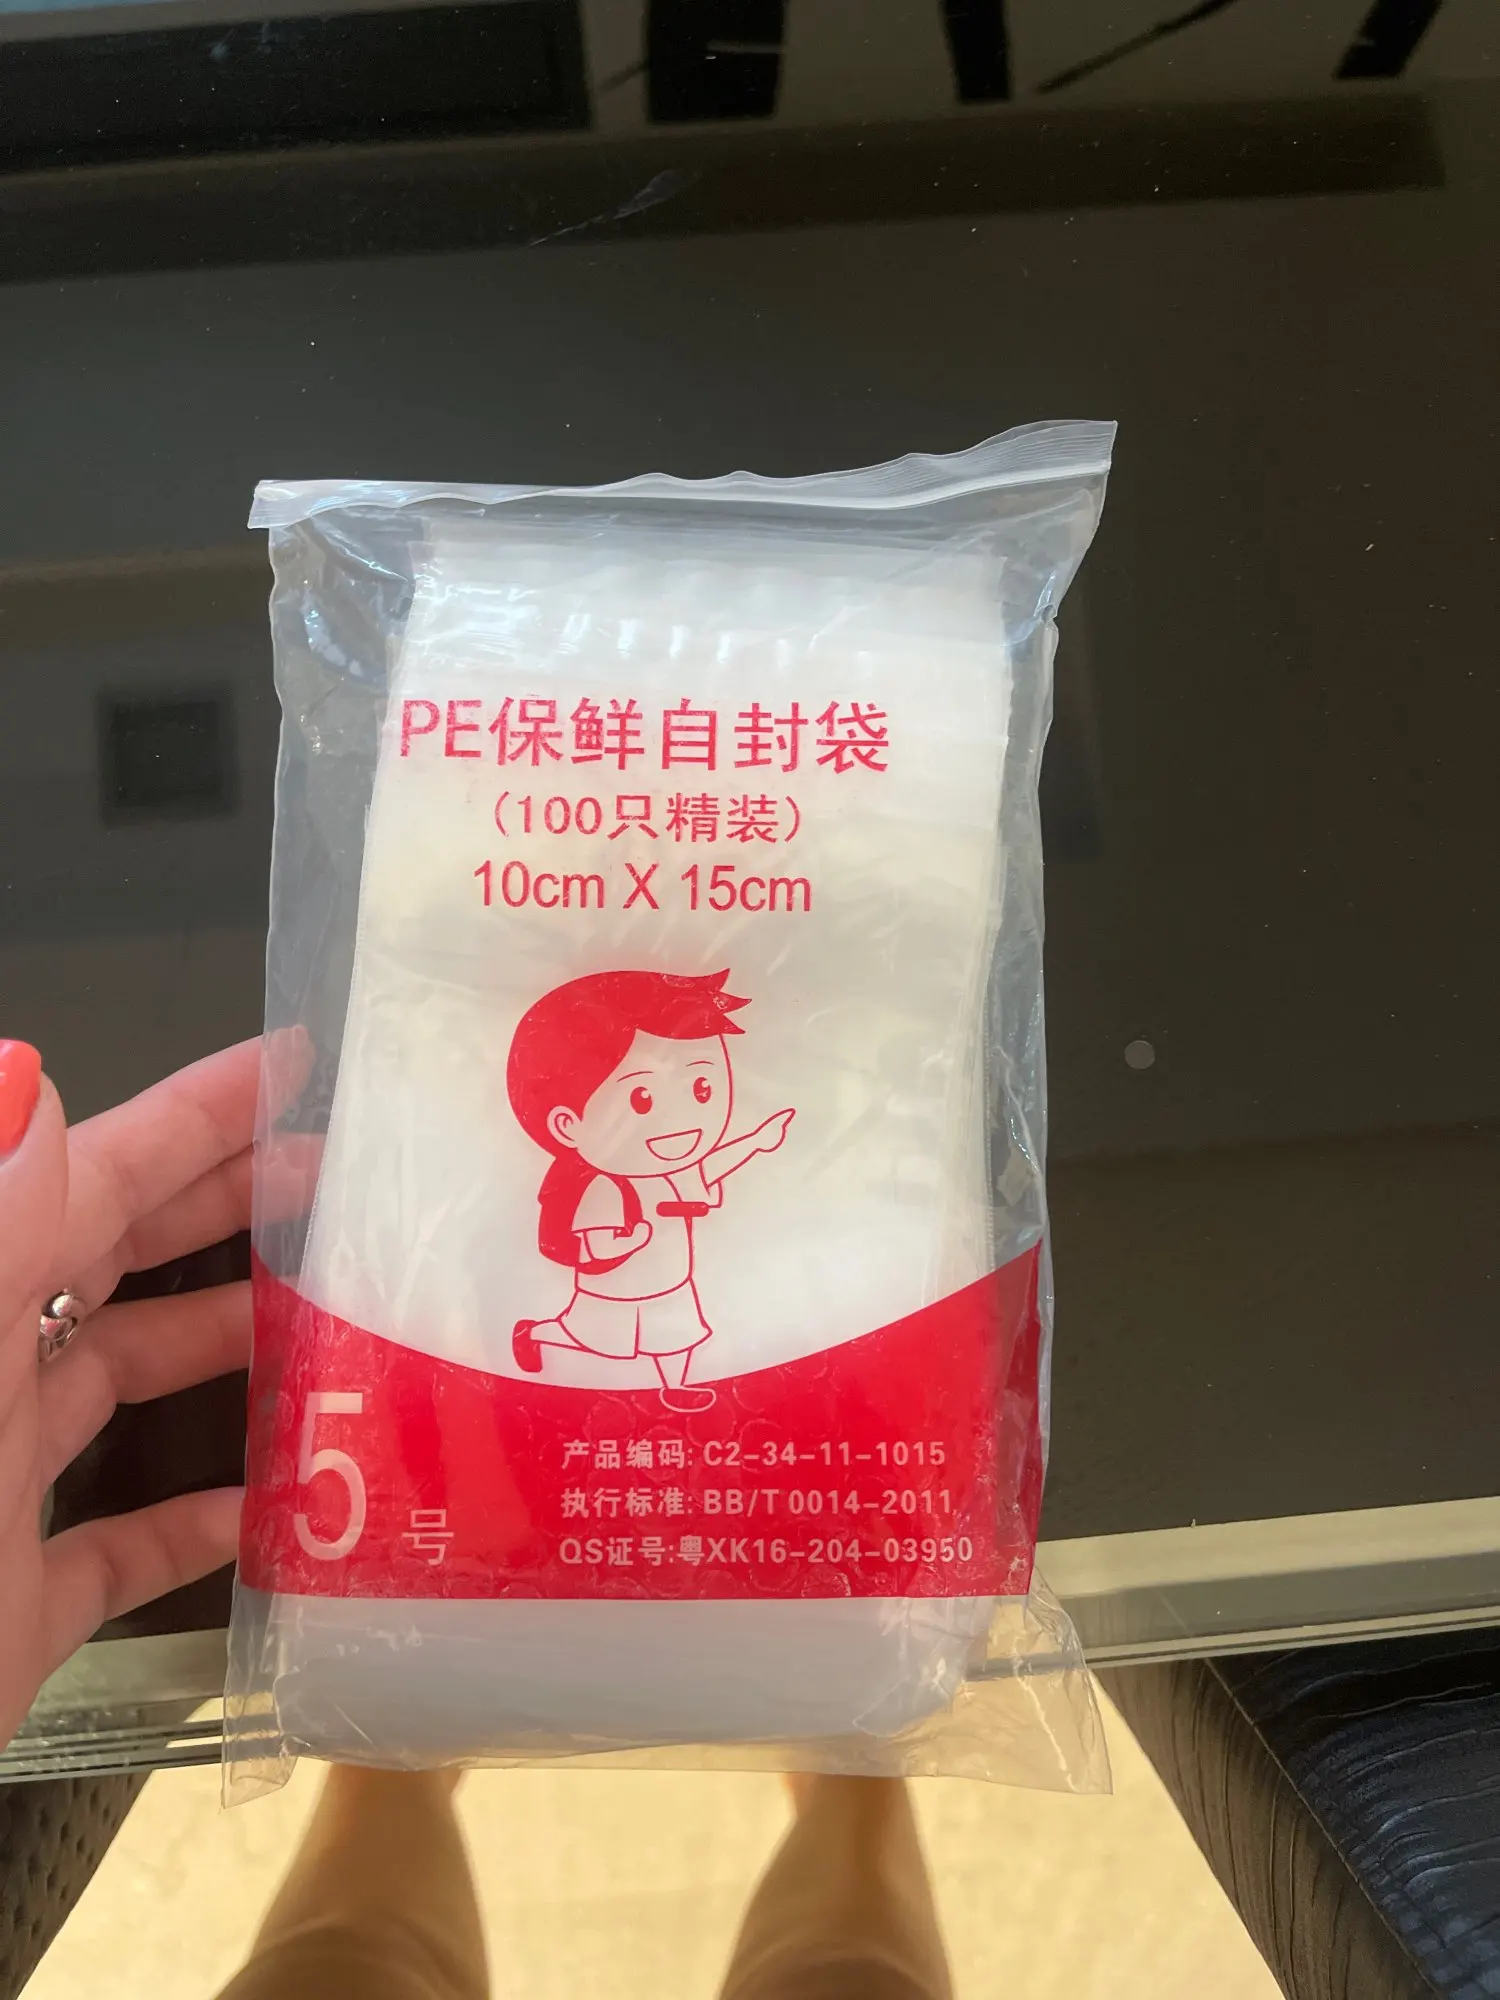 PE保鲜自封袋
(100只精装)
10cm X 15cm
5号
产品编码: C2-34-11-1015
执行标准: BB/T 0014-2011
QS证号:粤XK16-204-03950